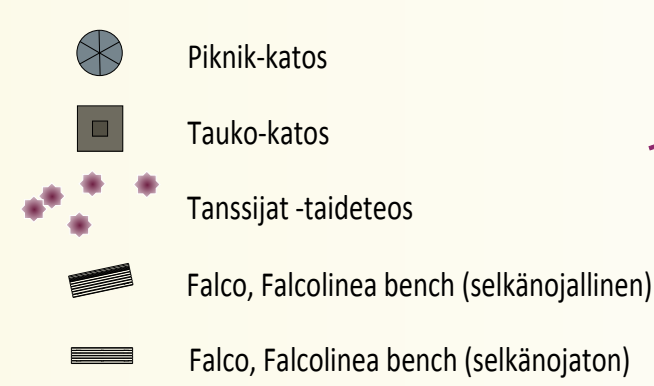 Piknik-katos
Tauko-katos
Tanssijat -taideteos
Falco, Falcolinea bench (selkänojallinen)
Falco, Falcolinea bench (selkänojaton)